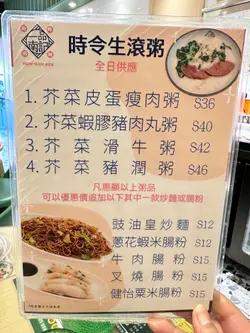 時令生滾粥
全日供應
1. 芥菜皮蛋瘦肉粥 $36
2. 芥菜蝦膠豬肉丸粥 $40
3. 芥菜滑牛粥 $42
4. 芥菜豬潤粥 $46
凡惠顧以上粥品
可以優惠價追加以下其中一款炒麵或腸粉
豉油皇炒麵 $12
蔥花蝦米腸粉 $12
牛肉腸粉 $15
叉燒腸粉 $15
健怡粟米腸粉 $15